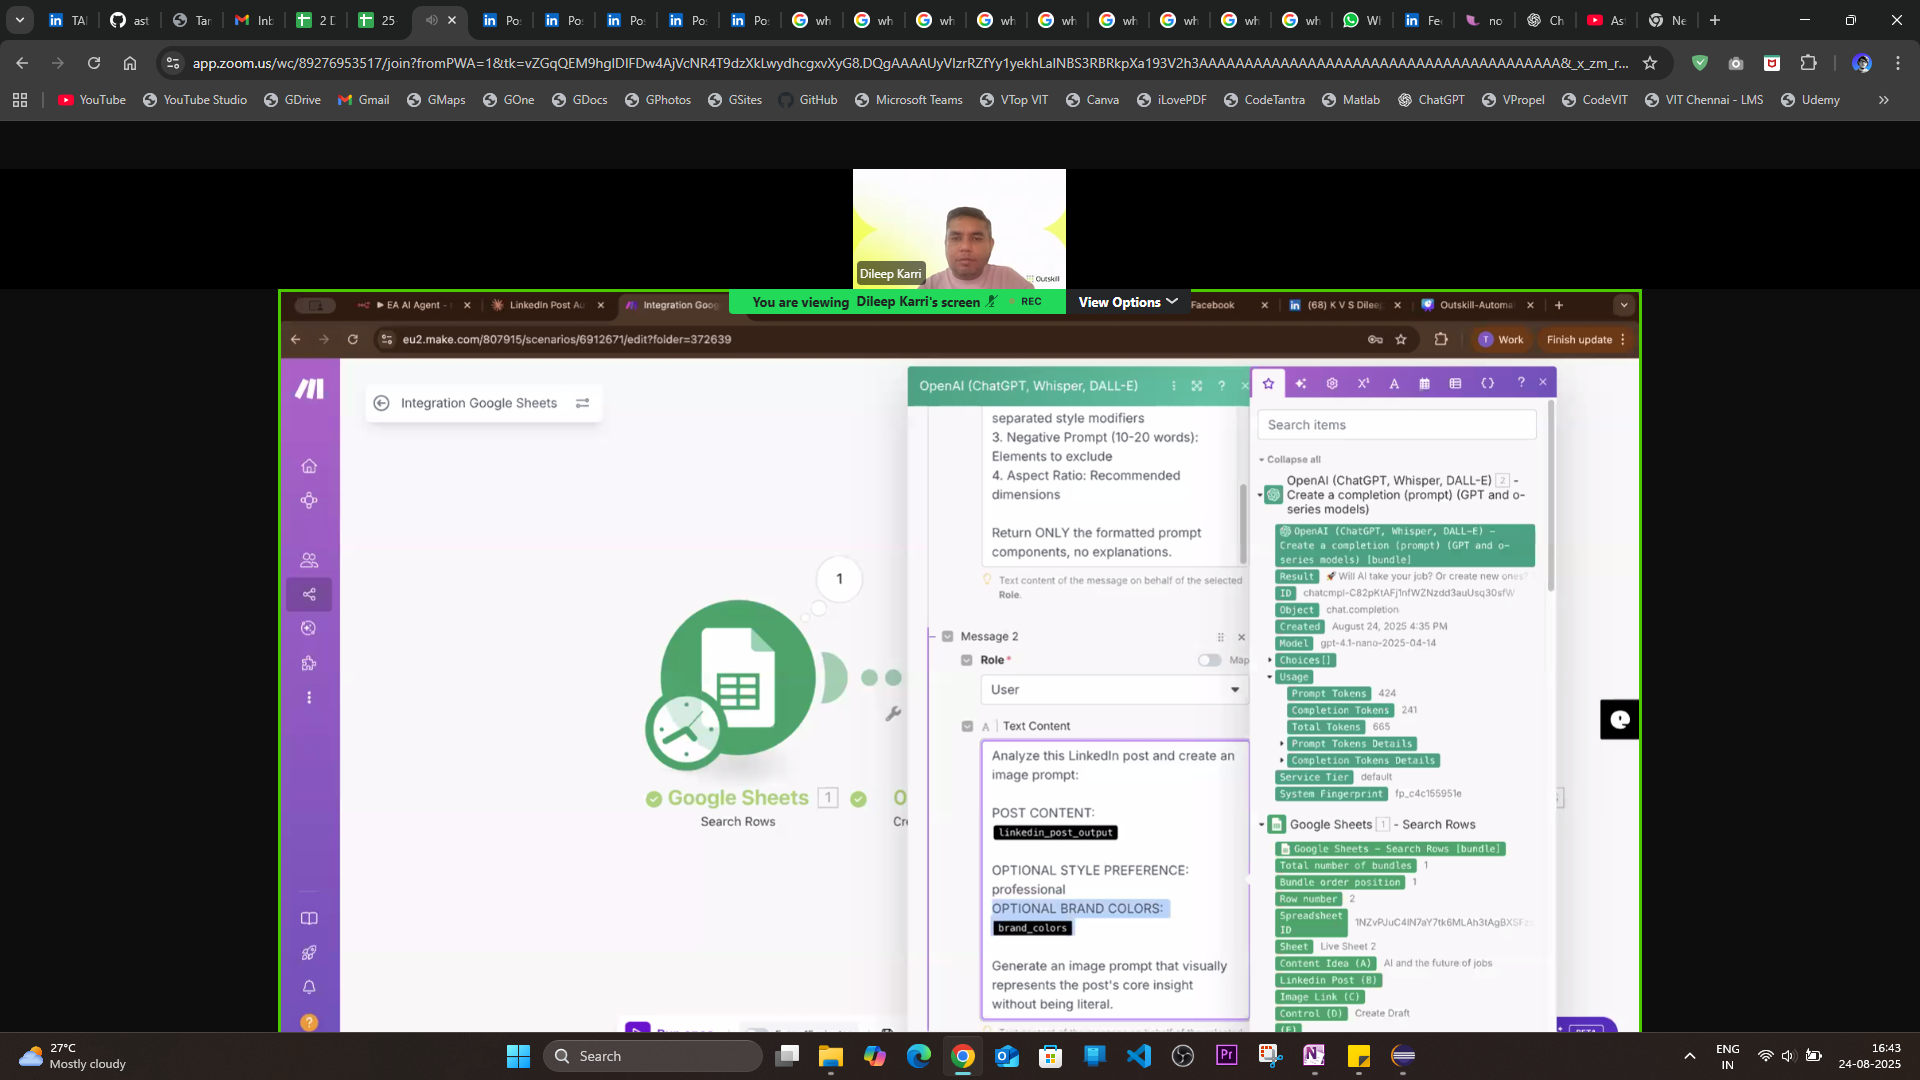 TAI
ast
Tar
Inb
2 D
25-
Pos
Pos
Pos
Pos
Pos
wh
wh
wh
wh
wh
wh
wh
wh
wh
Wh
Fee
no
Ch
Ast
Ne
app.zoom.us/wc/89276953517/join?fromPWA=1&tk=
YouTube
YouTube Studio
GDrive
Gmail
GMaps
GOne
GDocs
GPhotos
GSites
GitHub
Microsoft Teams
VTop VIT
Canva
iLovePDF
CodeTantra
Matlab
ChatGPT
VPropel
CodeVIT
VIT Chennai - LMS
Udemy
Dileep Karri
Outskill
EA AI Agent -
LinkedIn Post Au
Integration Goog
You are viewing Dileep Karri's screen
REC
View Options
Facebook
(68) K V S Dilee
Outskill-Automa
eu2.make.com/807915/scenarios/6912671/edit?folder=372639
T Work
Finish update
Integration Google Sheets
1
Google Sheets 1
Search Rows
O
Cre
OpenAI (ChatGPT, Whisper, DALL-E)
separated style modifiers
3. Negative Prompt (10-20 words):
Elements to exclude
4. Aspect Ratio: Recommended
dimensions
Return ONLY the formatted prompt
components, no explanations.
Text content of the message on behalf of the selected
Role.
Message 2
Role*
Map
User
A Text Content
Analyze this LinkedIn post and create an
image prompt:
POST CONTENT:
linkedin_post_output
OPTIONAL STYLE PREFERENCE:
professional
OPTIONAL BRAND COLORS:
brand_colors
Generate an image prompt that visually
represents the post's core insight
without being literal.
Search items
Collapse all
OpenAI (ChatGPT, Whisper, DALL-E) 2 -
Create a completion (prompt) (GPT and o-
series models)
OpenAI (ChatGPT, Whisper, DALL-E) -
Create a completion (prompt) (GPT and o-
series models) [bundle]
Result 🚀 Will AI take your job? Or create new ones?
ID
Object chat.completion
Created August 24, 2025 4:35 PM
Model gpt-4.1-nano-2025-04-14
Choices[]
Usage
Prompt Tokens 424
Completion Tokens 241
Total Tokens 665
Prompt Tokens Details
Completion Tokens Details
Service Tier default
System Fingerprint fp_c4c155951e
Google Sheets 1 - Search Rows
Google Sheets - Search Rows [bundle]
Total number of bundles 1
Bundle order position 1
Row number 2
Spreadsheet
ID
Sheet Live Sheet 2
Content Idea (A) AI and the future of jobs
Linkedin Post (B)
Image Link (C)
Control (D) Create Draft
(E)
BETA
27°C
Mostly cloudy
Search
ENG
IN
16:43
24-08-2025